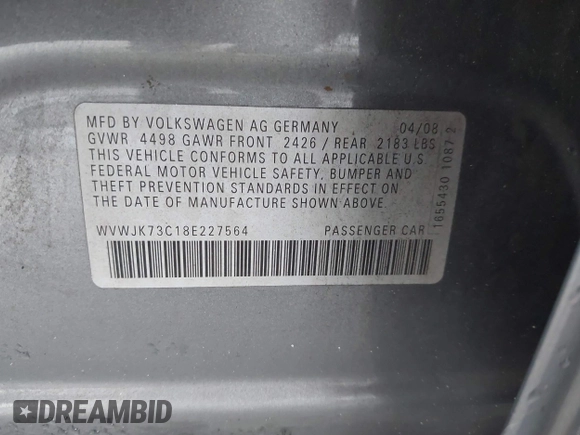 MFD BY VOLKSWAGEN AG GERMANY 04/08
GVWR 4498 GAWR FRONT 2426 / REAR 2183 LBS
THIS VEHICLE CONFORMS TO ALL APPLICABLE U.S.
FEDERAL MOTOR VEHICLE SAFETY, BUMPER AND
THEFT PREVENTION STANDARDS IN EFFECT ON
THE DATE OF MANUFACTURE SHOWN ABOVE.
WVWJK73C18E227564 PASSENGER CAR
1655430 1087 2
DREAMBID